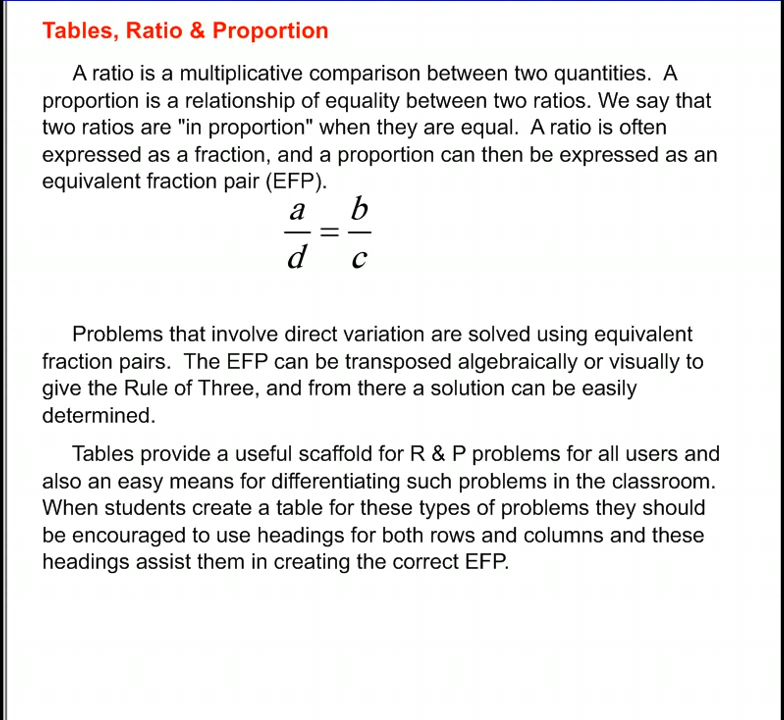 Tables, Ratio & Proportion
A ratio is a multiplicative comparison between two quantities.  A
proportion is a relationship of equality between two ratios. We say that
two ratios are "in proportion" when they are equal.  A ratio is often
expressed as a fraction, and a proportion can then be expressed as an
equivalent fraction pair (EFP).
a/d = b/c
Problems that involve direct variation are solved using equivalent
fraction pairs.  The EFP can be transposed algebraically or visually to
give the Rule of Three, and from there a solution can be easily
determined.
Tables provide a useful scaffold for R & P problems for all users and
also an easy means for differentiating such problems in the classroom.
When students create a table for these types of problems they should
be encouraged to use headings for both rows and columns and these
headings assist them in creating the correct EFP.